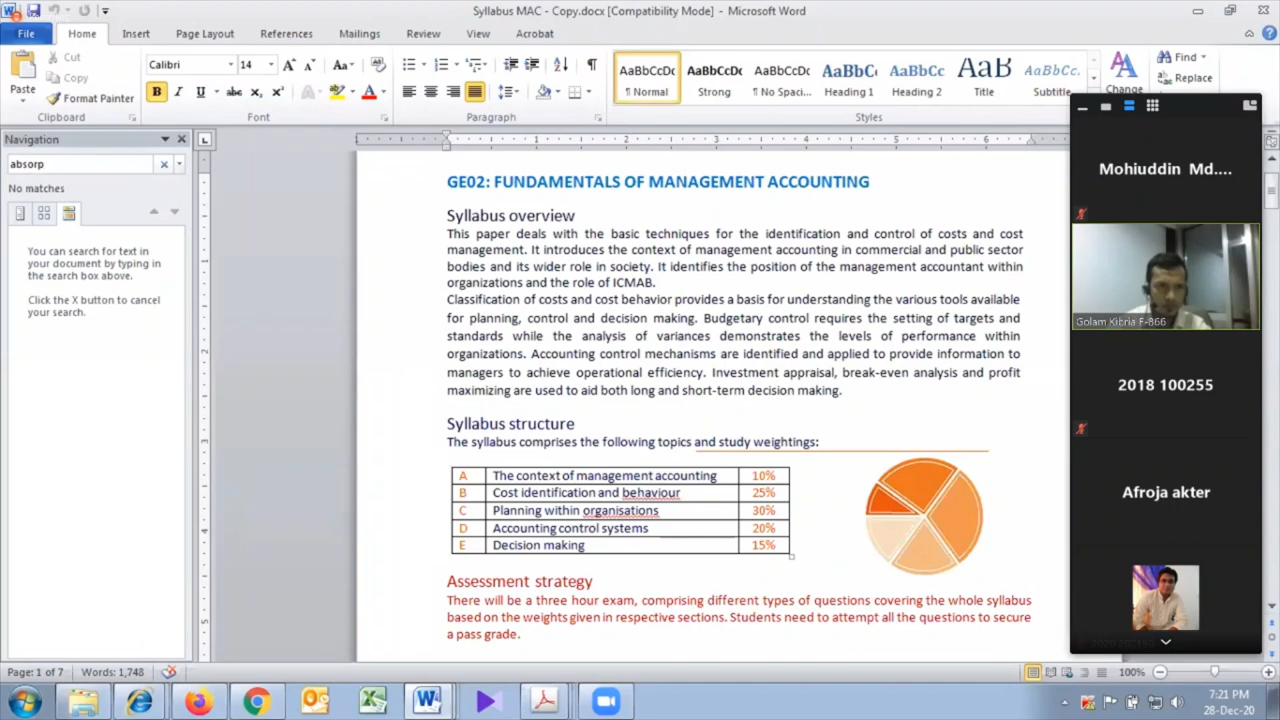 Syllabus MAC - Copy.docx [Compatibility Mode] - Microsoft Word
File Home Insert Page Layout References Mailings Review View Acrobat
Paste
Cut
Copy
Format Painter
Clipboard
Calibri 14
Font
Paragraph
AaBbCcDc AaBbCcDc AaBbCcDc AaBbC AaBbCc AaB AaBbCc.
¶ Normal Strong ¶ No Spaci... Heading 1 Heading 2 Title Subtitle
Change
Styles
Find
Replace
Navigation
absorp
No matches
You can search for text in
your document by typing in
the search box above.
Click the X button to cancel
your search.
1 2 3 4 5 6
GE02: FUNDAMENTALS OF MANAGEMENT ACCOUNTING
Syllabus overview
This paper deals with the basic techniques for the identification and control of costs and cost
management. It introduces the context of management accounting in commercial and public sector
bodies and its wider role in society. It identifies the position of the management accountant within
organizations and the role of ICMAB.
Classification of costs and cost behavior provides a basis for understanding the various tools available
for planning, control and decision making. Budgetary control requires the setting of targets and
standards while the analysis of variances demonstrates the levels of performance within
organizations. Accounting control mechanisms are identified and applied to provide information to
managers to achieve operational efficiency. Investment appraisal, break-even analysis and profit
maximizing are used to aid both long and short-term decision making.
Syllabus structure
The syllabus comprises the following topics and study weightings:
A The context of management accounting 10%
B Cost identification and behaviour 25%
C Planning within organisations 30%
D Accounting control systems 20%
E Decision making 15%
Assessment strategy
There will be a three hour exam, comprising different types of questions covering the whole syllabus
based on the weights given in respective sections. Students need to attempt all the questions to secure
a pass grade.
Mohiuddin Md....
Golam Kibria F-866
2018 100255
Afroja akter
Page: 1 of 7 Words: 1,748
100%
7:21 PM
28-Dec-20